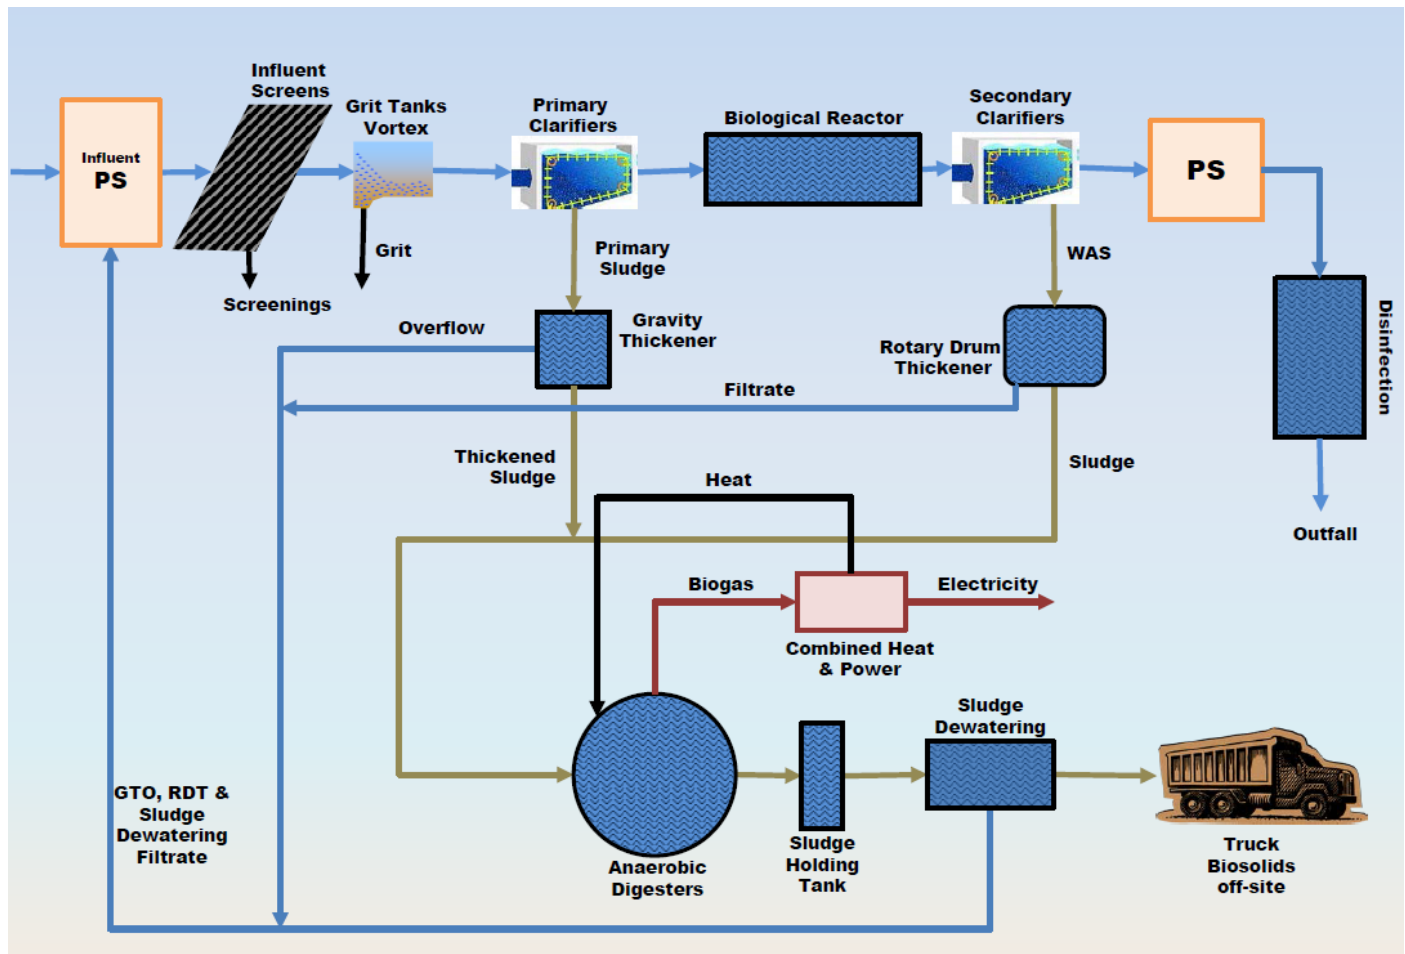 Influent
Screens
Grit Tanks
Vortex
Primary
Clarifiers
Biological Reactor
Secondary
Clarifiers
Influent
PS
PS
Grit
Screenings
Primary
Sludge
WAS
Gravity
Thickener
Overflow
Rotary Drum
Thickener
Disinfection
Filtrate
Thickened
Sludge
Sludge
Heat
Outfall
Biogas
Electricity
Combined Heat
& Power
Sludge
Dewatering
GTO, RDT &
Sludge
Dewatering
Filtrate
Anaerobic
Digesters
Sludge
Holding
Tank
Truck
Biosolids
off-site